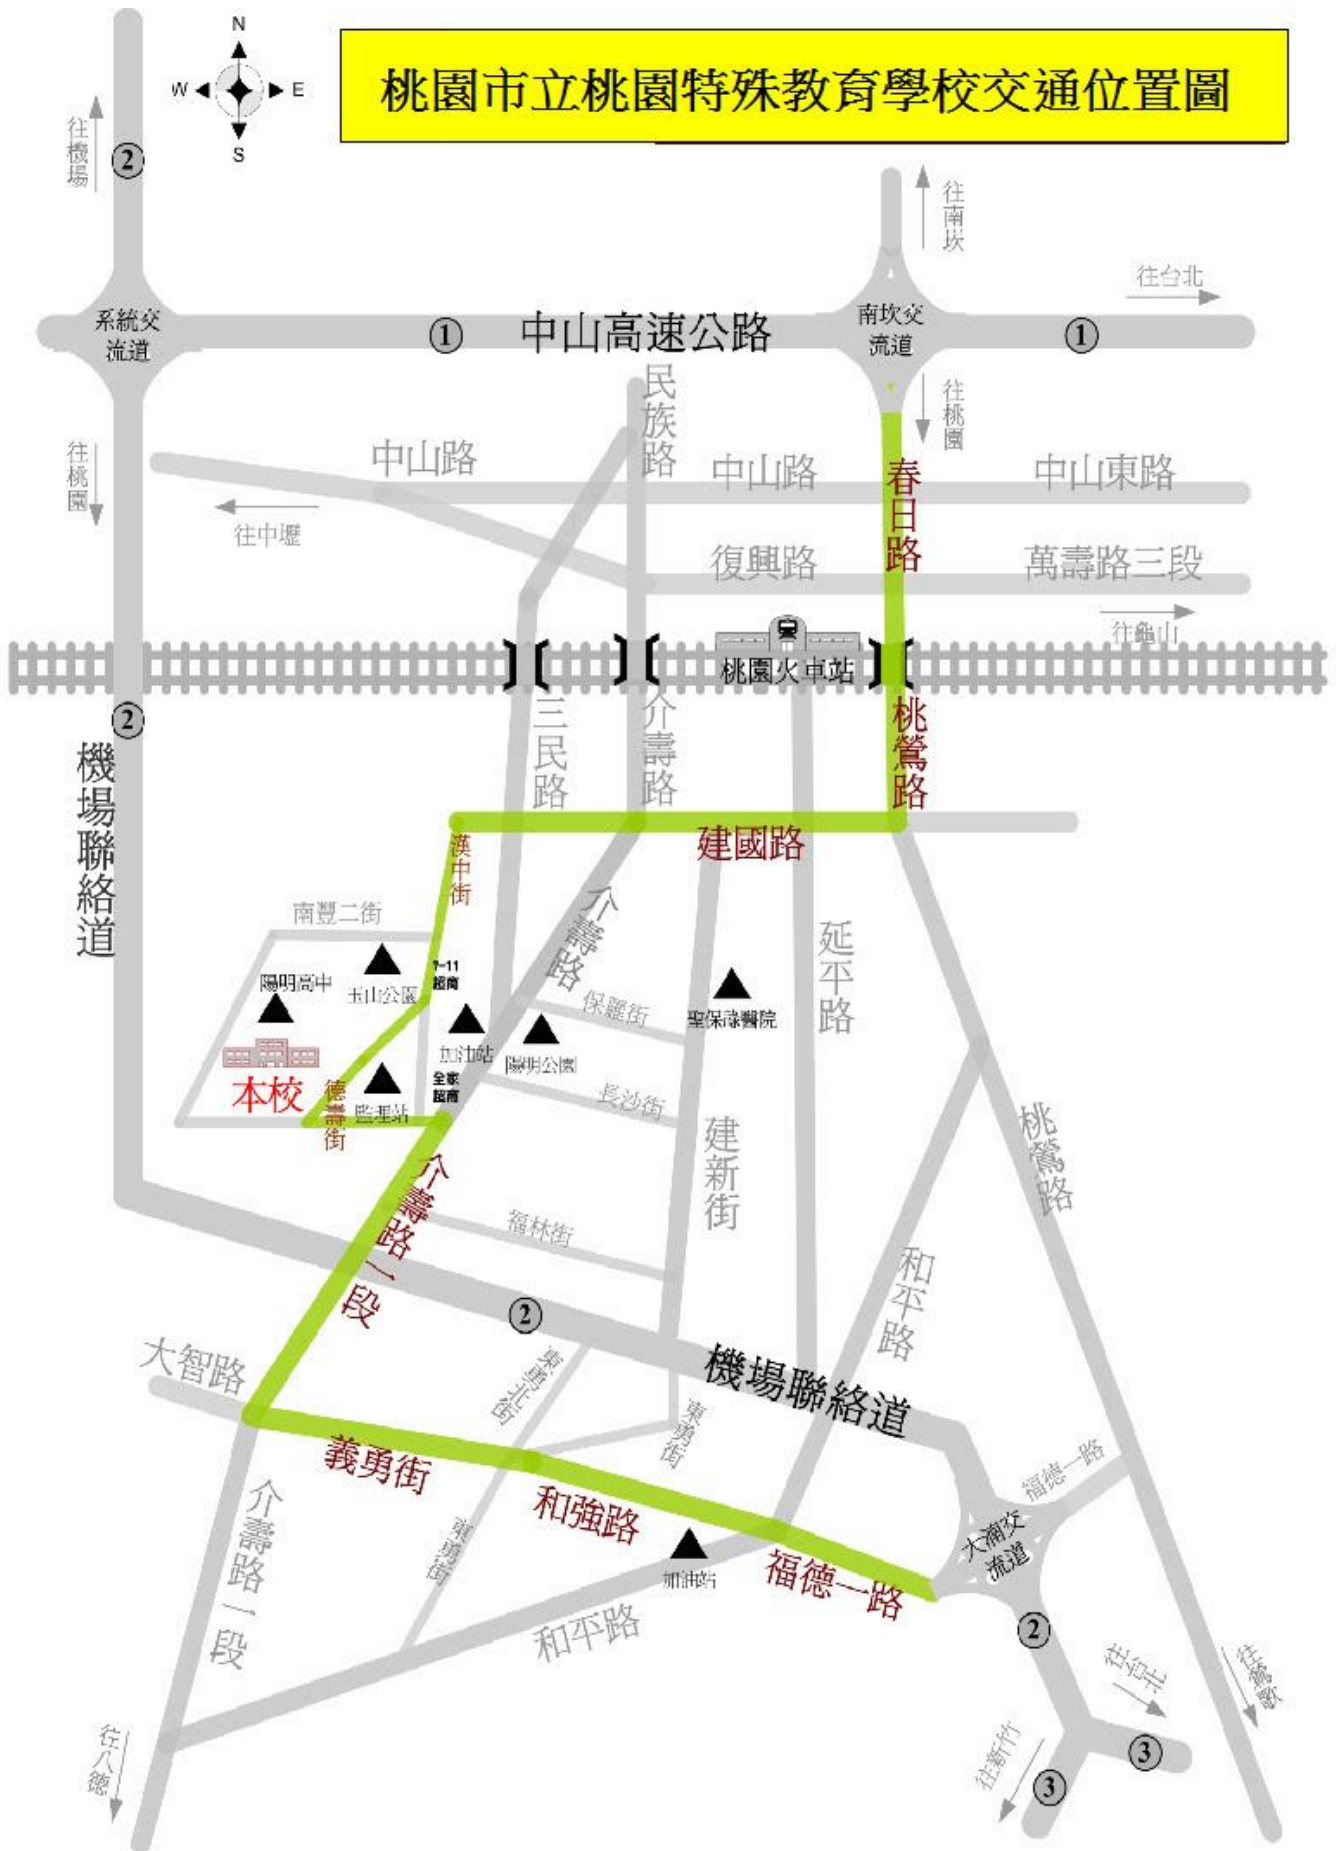 N
W
E
S
桃園市立桃園特殊教育學校交通位置圖
往機場
2
往南坎
往台北
系統交
流道
1
中山高速公路
南坎交
流道
1
民族路
往桃園
往桃園
中山路
中山路
春日路
中山東路
往中壢
復興路
萬壽路三段
往龜山
桃園火車站
2
三民路
介壽路
桃鶯路
機場聯絡道
建國路
漢中街
南豐二街
介壽路
延平路
7-11
超商
陽明高中
玉山公園
保羅街
聖保祿醫院
加油站
陽明公園
全家
超商
本校
德壽街
監理站
長沙街
建新街
桃鶯路
介壽路一段
福林街
和平路
2
大智路
東勇北街
機場聯絡道
東勇街
義勇街
福德一路
和強路
介壽路一段
東勇街
大湳交
流道
加油站
福德一路
和平路
2
往台北
往鶯歌
往八德
往新竹
3
3